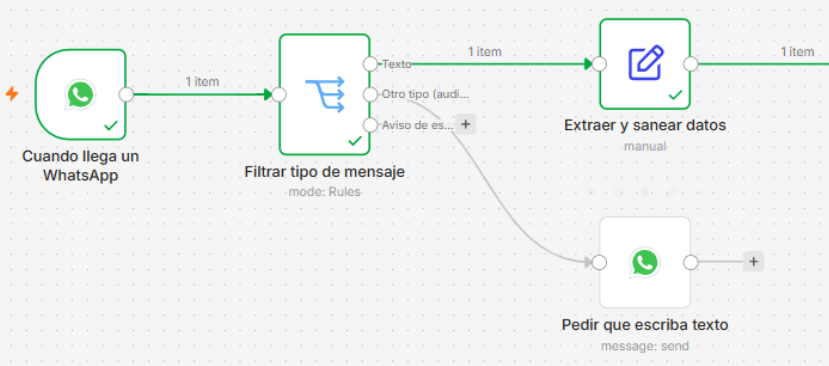 1 item
Texto
1 item
1 item
Otro tipo (audi...
Aviso de es...
Cuando llega un
WhatsApp
Filtrar tipo de mensaje
mode: Rules
Extraer y sanear datos
manual
Pedir que escriba texto
message: send